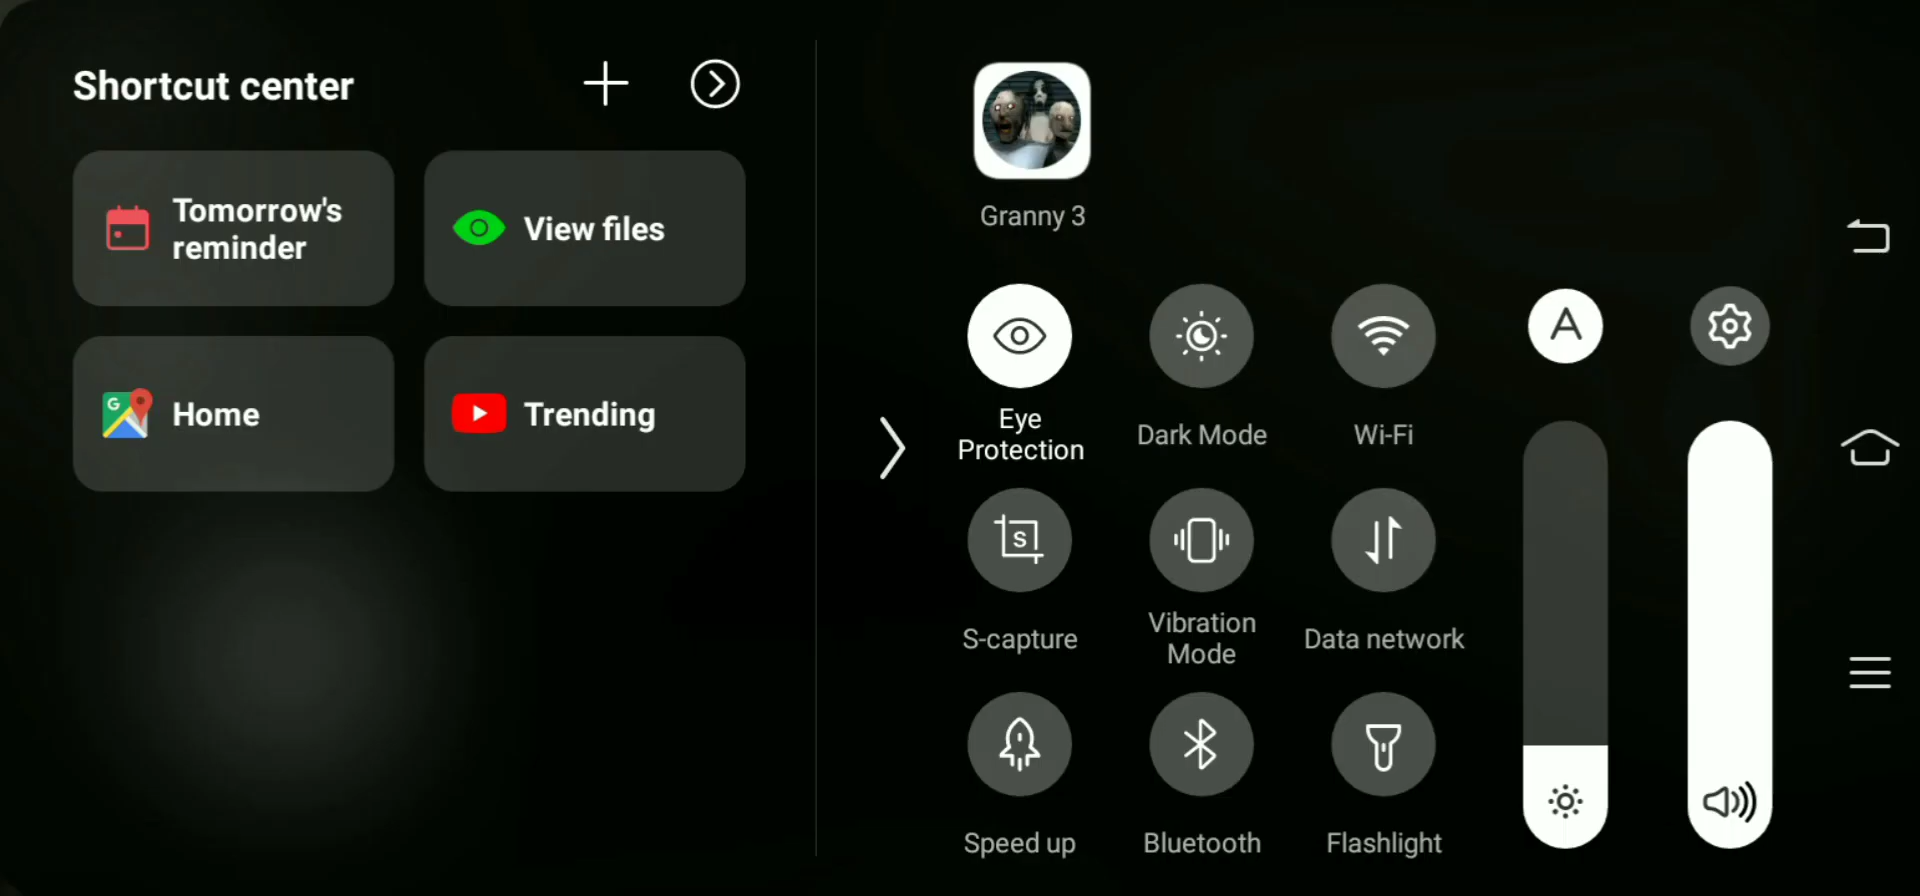 Shortcut center
Tomorrow's
reminder
View files
Home
Trending
Granny 3
A
Eye
Protection
Dark Mode
Wi-Fi
S
S-capture
Vibration
Mode
Data network
Speed up
Bluetooth
Flashlight